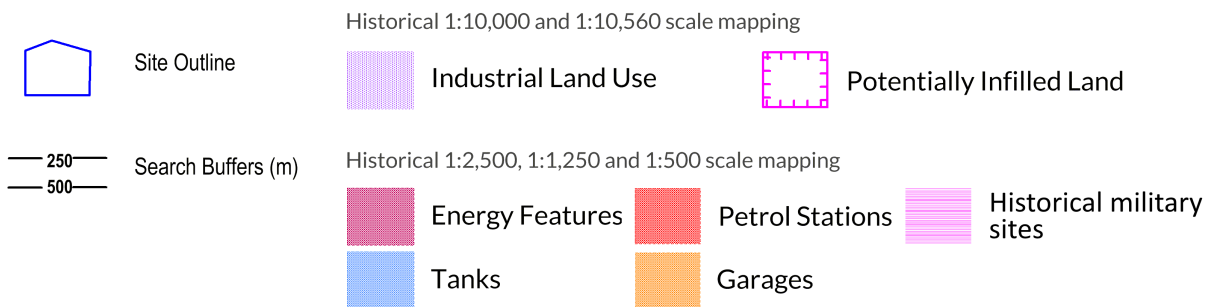 Historical 1:10,000 and 1:10,560 scale mapping
Site Outline
Industrial Land Use
Potentially Infilled Land
250
500
Search Buffers (m)
Historical 1:2,500, 1:1,250 and 1:500 scale mapping
Energy Features
Petrol Stations
Historical military
sites
Tanks
Garages